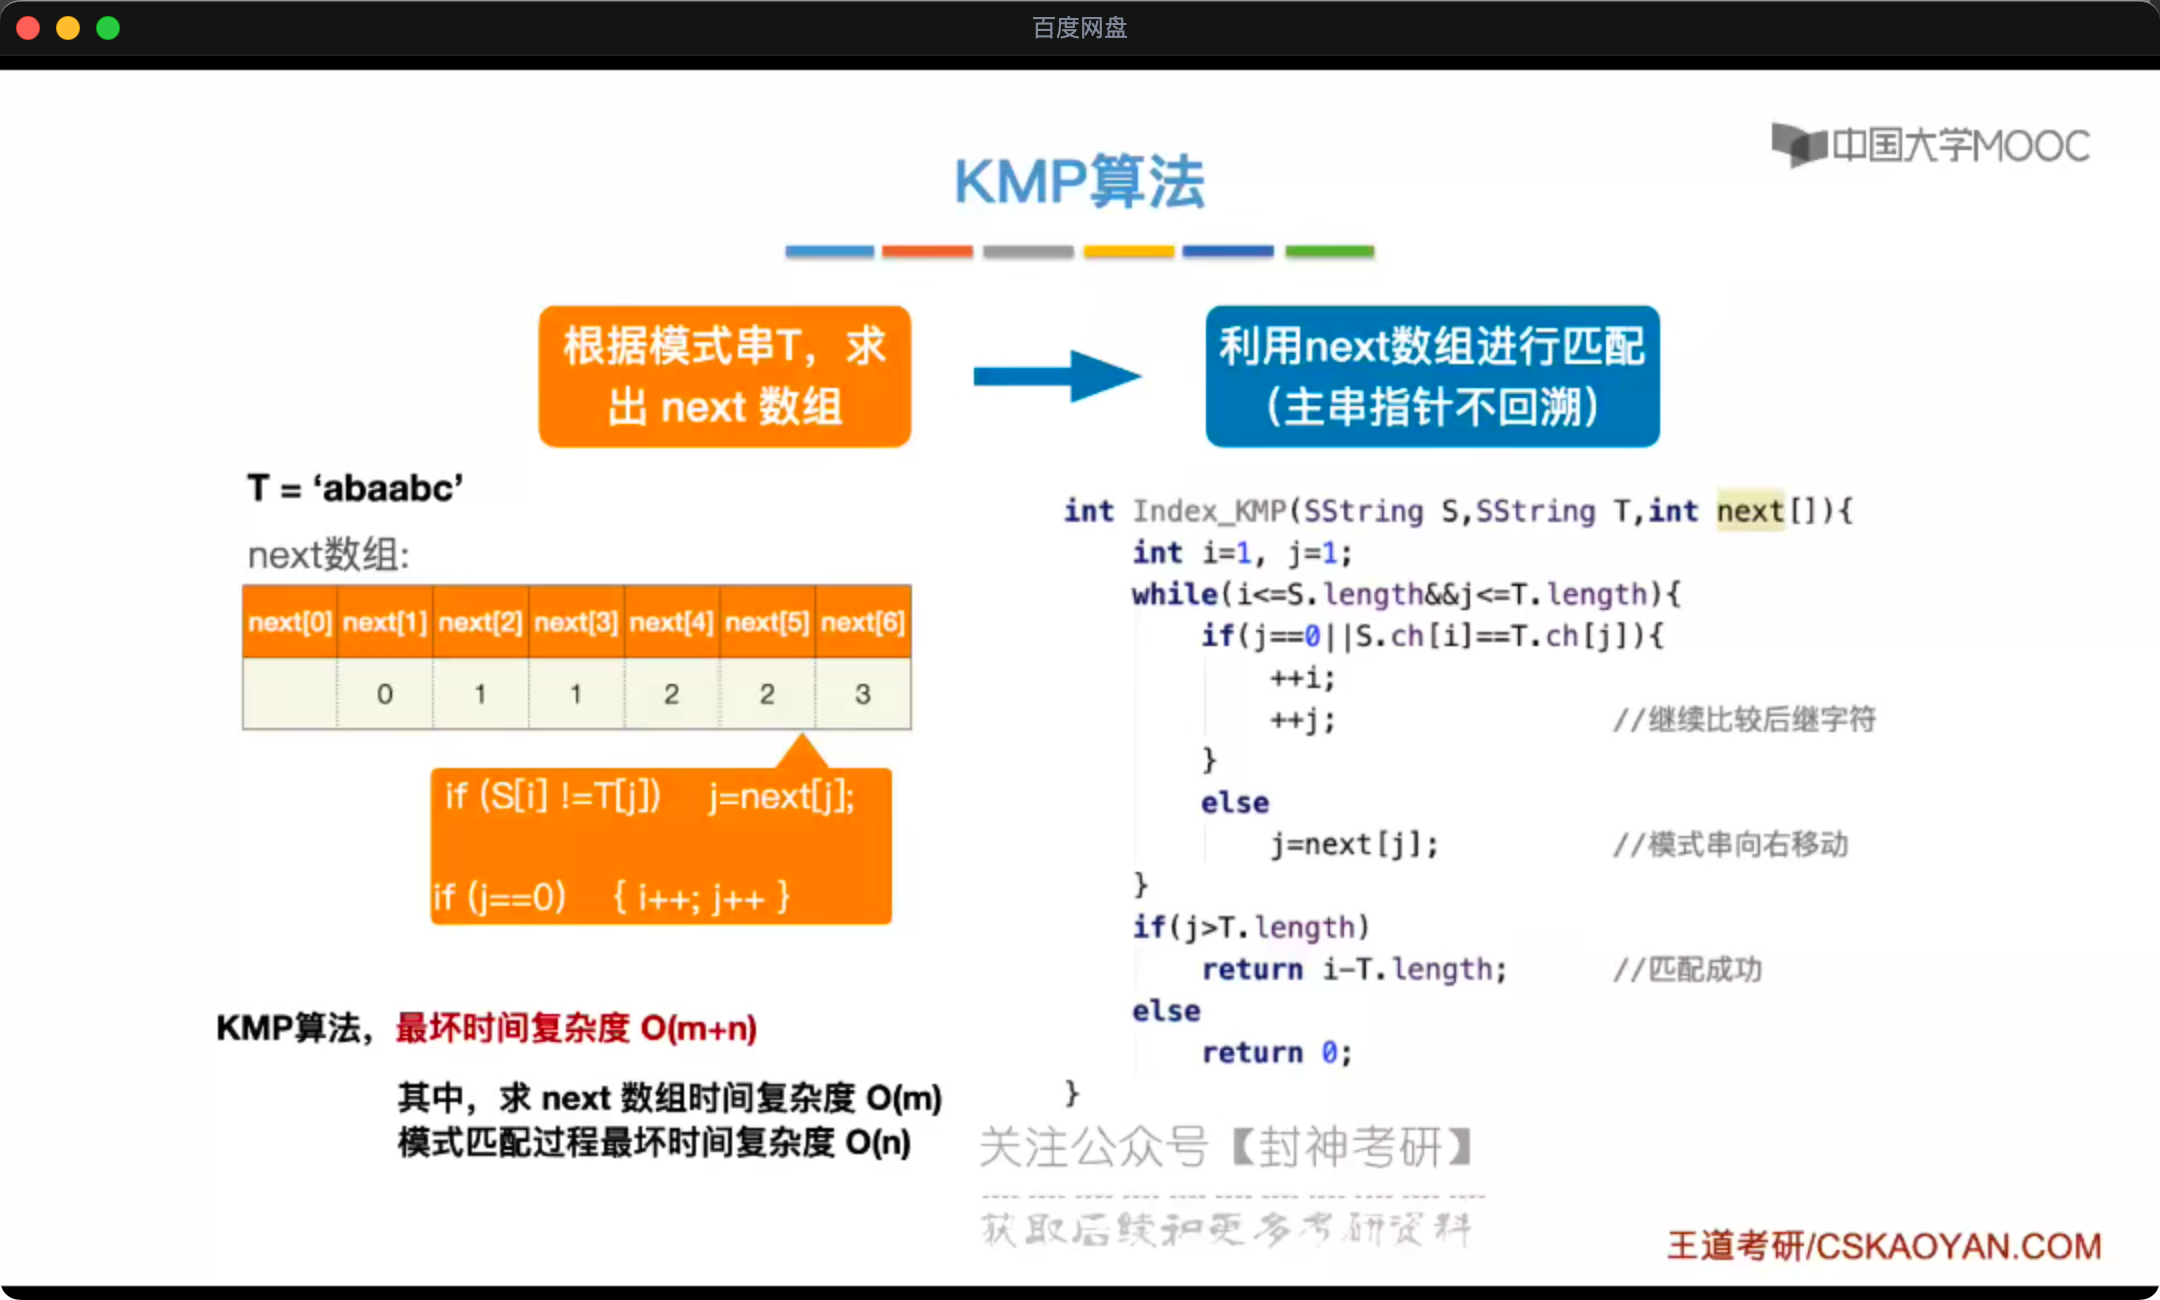 百度网盘
中国大学MOOC
KMP算法
根据模式串T，求
出 next 数组
利用next数组进行匹配
（主串指针不回溯）
T = ‘abaabc’
next数组:
next[0] next[1] next[2] next[3] next[4] next[5] next[6]
0 1 1 2 2 3
if (S[i] !=T[j]) j=next[j];
if (j==0) { i++; j++ }
KMP算法，最坏时间复杂度 O(m+n)
其中，求 next 数组时间复杂度 O(m)
模式匹配过程最坏时间复杂度 O(n)
int Index_KMP(SString S,SString T,int next[]){
int i=1, j=1;
while(i<=S.length&&j<=T.length){
if(j==0||S.ch[i]==T.ch[j]){
++i;
++j; //继续比较后继字符
}
else
j=next[j]; //模式串向右移动
}
if(j>T.length)
return i-T.length; //匹配成功
else
return 0;
}
关注公众号【封神考研】
获取后续和更多考研资料
王道考研/CSKAOYAN.COM